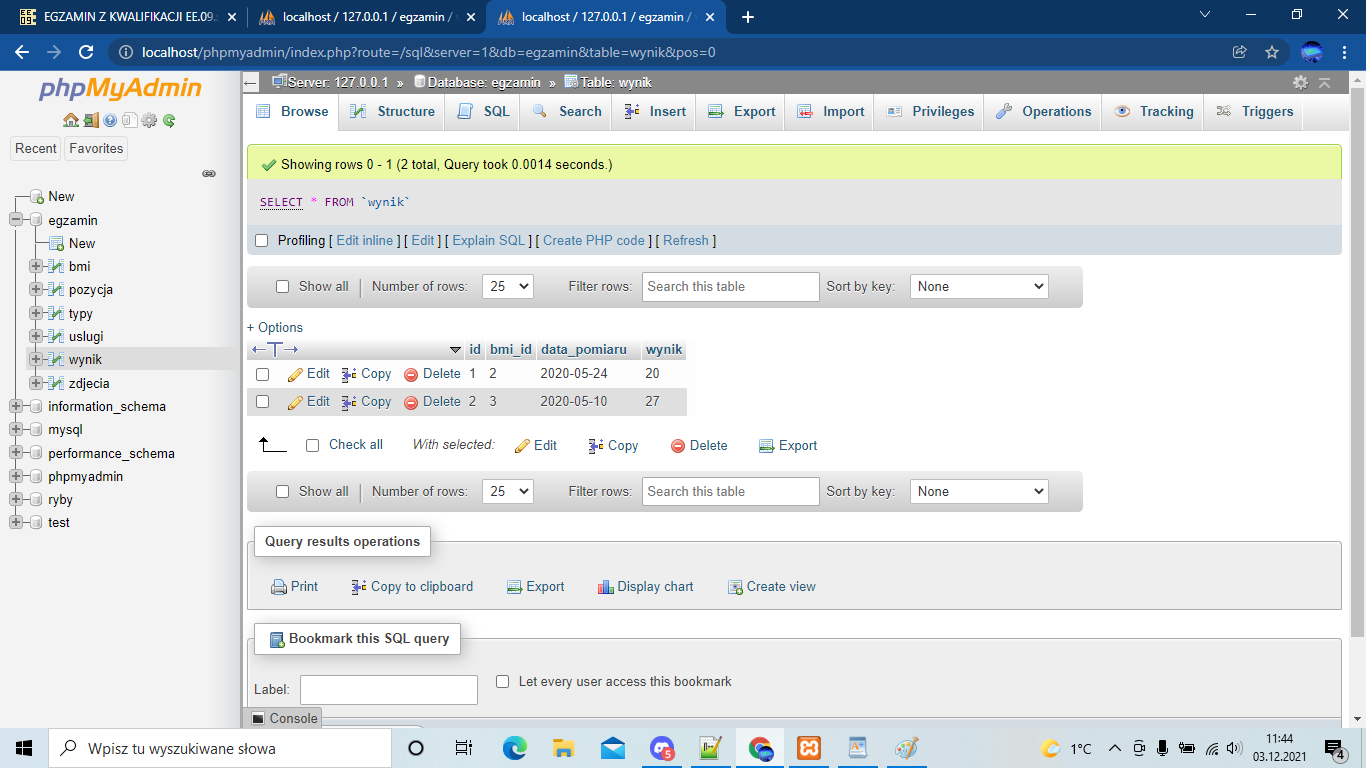 EGZAMIN Z KWALIFIKACJI EE.09
localhost / 127.0.0.1 / egzamin /
localhost / 127.0.0.1 / egzamin /
localhost/phpmyadmin/index.php?route=/sql&server=1&db=egzamin&table=wynik&pos=0
phpMyAdmin
Recent Favorites
New
egzamin
New
bmi
pozycja
typy
uslugi
wynik
zdjecia
information_schema
mysql
performance_schema
phpmyadmin
ryby
test
Server: 127.0.0.1 » Database: egzamin » Table: wynik
Browse Structure SQL Search Insert Export Import Privileges Operations Tracking Triggers
Showing rows 0 - 1 (2 total, Query took 0.0014 seconds.)
SELECT * FROM `wynik`
Profiling [ Edit inline ] [ Edit ] [ Explain SQL ] [ Create PHP code ] [ Refresh ]
Show all | Number of rows: 25 Filter rows: Search this table Sort by key: None
+ Options
←T→ id bmi_id data_pomiaru wynik
Edit Copy Delete 1 2 2020-05-24 20
Edit Copy Delete 2 3 2020-05-10 27
Check all With selected: Edit Copy Delete Export
Show all | Number of rows: 25 Filter rows: Search this table Sort by key: None
Query results operations
Print Copy to clipboard Export Display chart Create view
Bookmark this SQL query
Label: Let every user access this bookmark
Console
Wpisz tu wyszukiwane słowa
5
1°C
11:44
03.12.2021
4